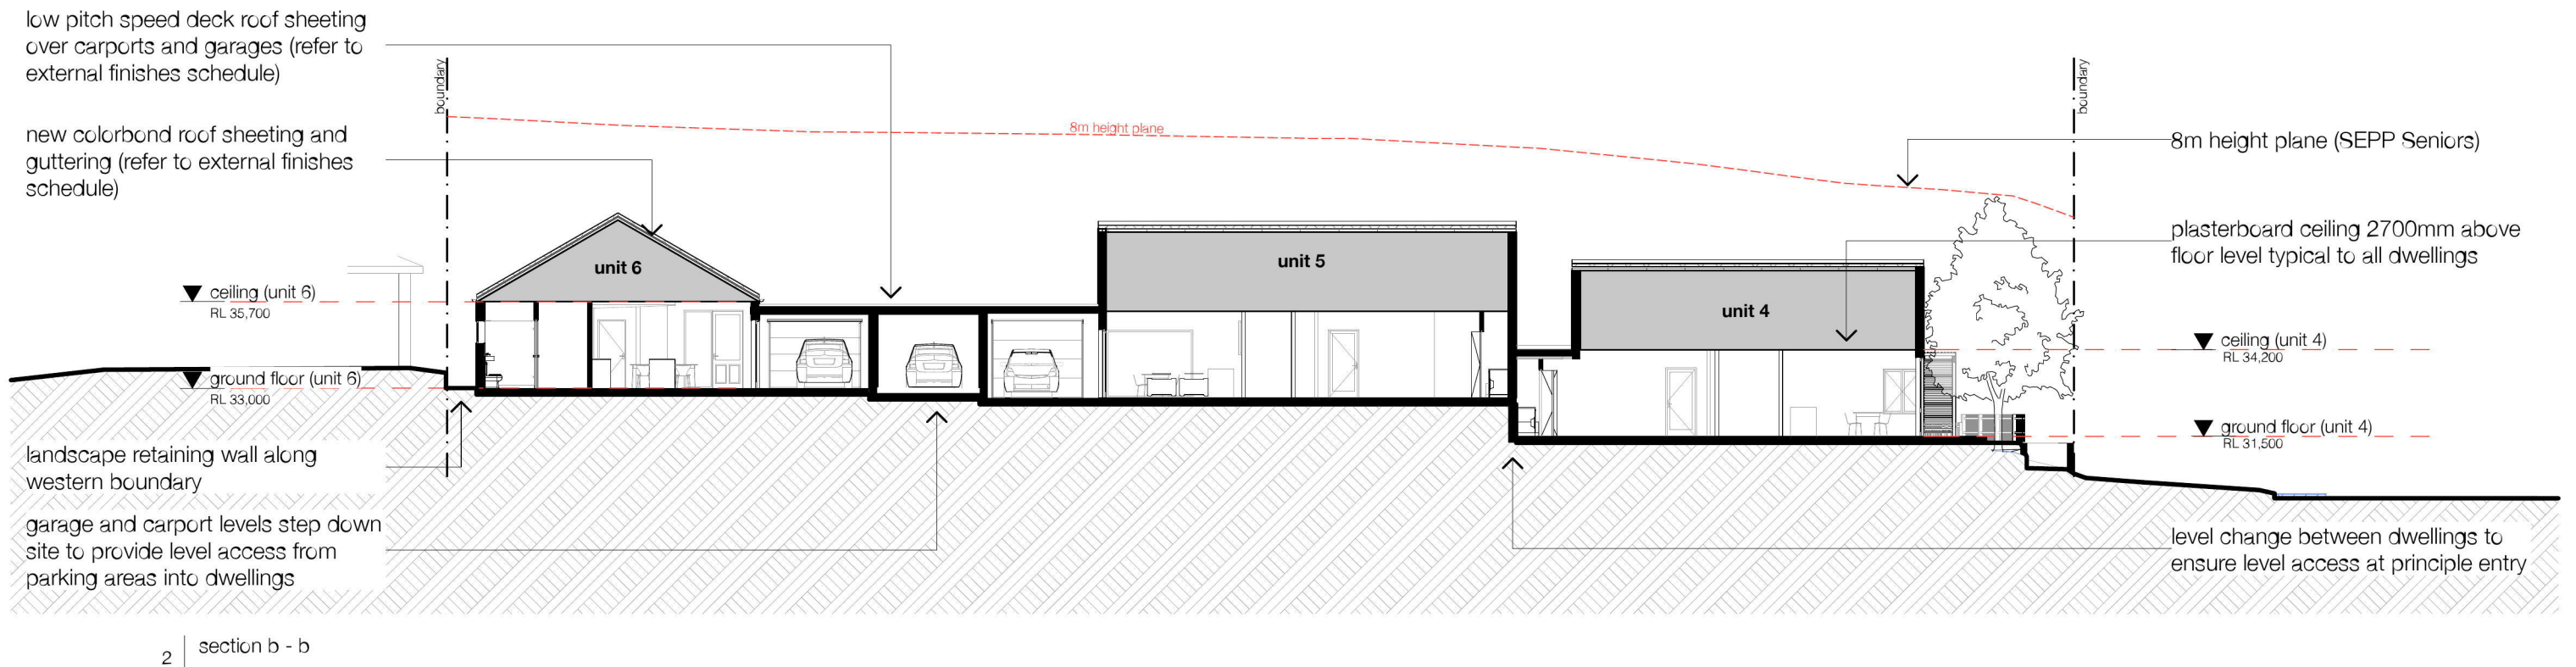 low pitch speed deck roof sheeting
over carports and garages (refer to
external finishes schedule)
boundary
boundary
new colorbond roof sheeting and
guttering (refer to external finishes
schedule)
8m height plane
8m height plane (SEPP Seniors)
plasterboard ceiling 2700mm above
floor level typical to all dwellings
unit 6
unit 5
unit 4
ceiling (unit 6)
RL 35,700
ceiling (unit 4)
RL 34,200
ground floor (unit 6)
RL 33,000
ground floor (unit 4)
RL 31,500
landscape retaining wall along
western boundary
garage and carport levels step down
site to provide level access from
parking areas into dwellings
level change between dwellings to
ensure level access at principle entry
2
section b - b